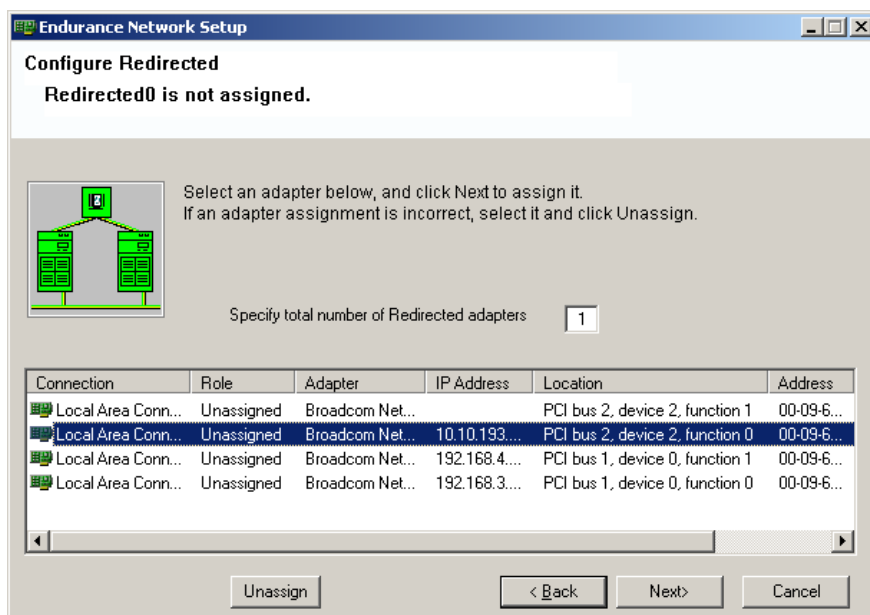 Endurance Network Setup
Configure Redirected
Redirected0 is not assigned.
Select an adapter below, and click Next to assign it.
If an adapter assignment is incorrect, select it and click Unassign.
Specify total number of Redirected adapters 1
Connection Role Adapter IP Address Location Address
Local Area Conn... Unassigned Broadcom Net... PCI bus 2, device 2, function 1 00-09-6...
Local Area Conn... Unassigned Broadcom Net... 10.10.193.... PCI bus 2, device 2, function 0 00-09-6...
Local Area Conn... Unassigned Broadcom Net... 192.168.4.... PCI bus 1, device 0, function 1 00-09-6...
Local Area Conn... Unassigned Broadcom Net... 192.168.3.... PCI bus 1, device 0, function 0 00-09-6...
Unassign < Back Next> Cancel